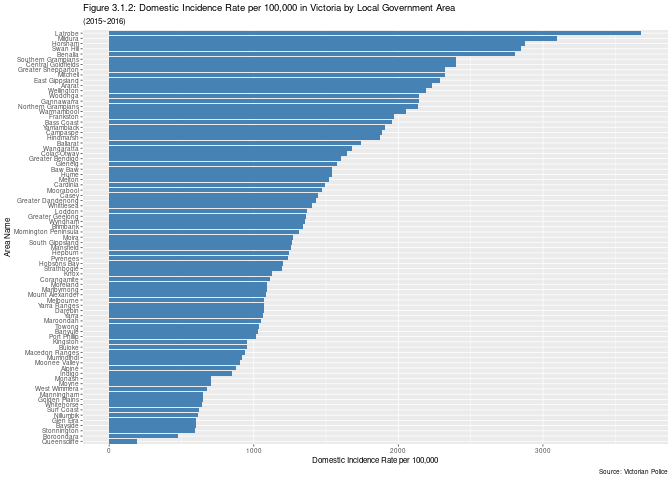 Figure 3.1.2: Domestic Incidence Rate per 100,000 in Victoria by Local Government Area
(2015~2016)
Latrobe
Mildura
Horsham
Swan Hill
Benalla
Southern Grampians
Central Goldfields
Greater Shepparton
Mitchell
East Gippsland
Ararat
Wellington
Wodonga
Gannawarra
Northern Grampians
Warrnambool
Frankston
Bass Coast
Yarriambiack
Campaspe
Hindmarsh
Ballarat
Wangaratta
Colac-Otway
Greater Bendigo
Glenelg
Baw Baw
Hume
Melton
Cardinia
Moorabool
Casey
Greater Dandenong
Whittlesea
Loddon
Greater Geelong
Wyndham
Brimbank
Mornington Peninsula
Moira
South Gippsland
Mansfield
Hepburn
Pyrenees
Hobsons Bay
Strathbogie
Knox
Corangamite
Moreland
Maribyrnong
Mount Alexander
Melbourne
Yarra Ranges
Darebin
Yarra
Maroondah
Towong
Banyule
Port Phillip
Kingston
Buloke
Macedon Ranges
Murrindindi
Moonee Valley
Alpine
Indigo
Monash
Moyne
West Wimmera
Manningham
Golden Plains
Whitehorse
Surf Coast
Nillumbik
Glen Eira
Bayside
Stonnington
Boroondara
Queenscliffe
Area Name
0 1000 2000 3000
Domestic Incidence Rate per 100,000
Source: Victorian Police